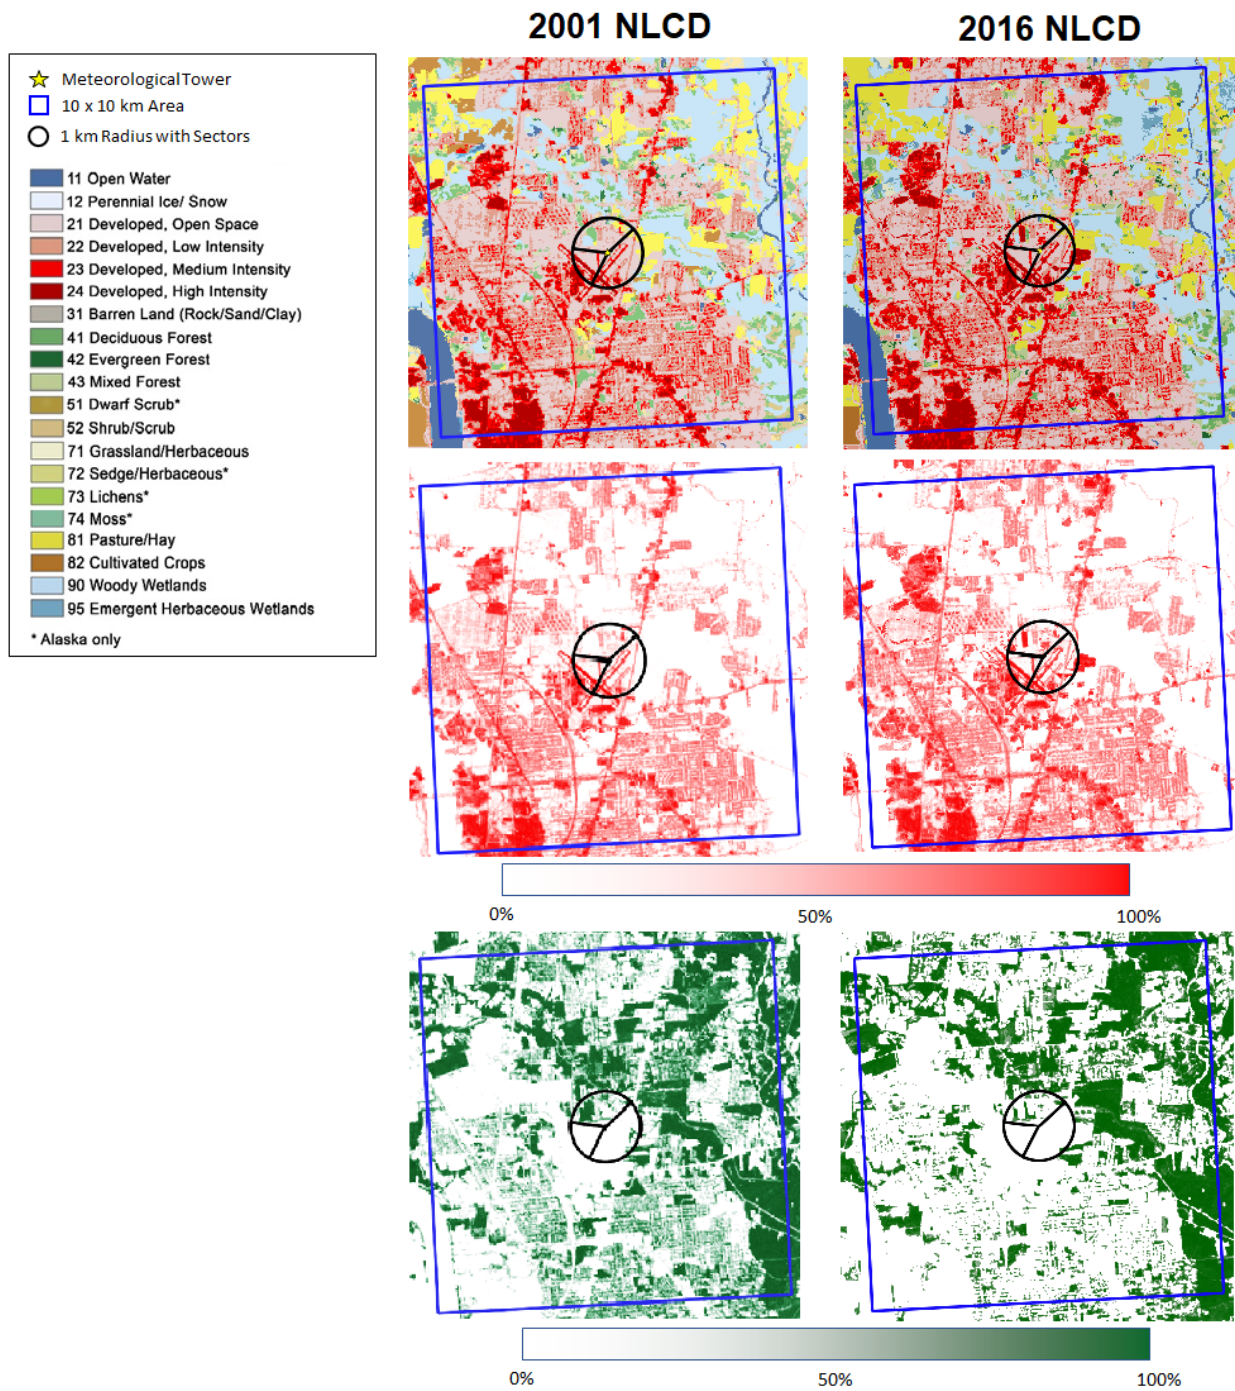 2001 NLCD
2016 NLCD
Meteorological Tower
10 x 10 km Area
1 km Radius with Sectors
11 Open Water
12 Perennial Ice/ Snow
21 Developed, Open Space
22 Developed, Low Intensity
23 Developed, Medium Intensity
24 Developed, High Intensity
31 Barren Land (Rock/Sand/Clay)
41 Deciduous Forest
42 Evergreen Forest
43 Mixed Forest
51 Dwarf Scrub*
52 Shrub/Scrub
71 Grassland/Herbaceous
72 Sedge/Herbaceous*
73 Lichens*
74 Moss*
81 Pasture/Hay
82 Cultivated Crops
90 Woody Wetlands
95 Emergent Herbaceous Wetlands
* Alaska only
0%
50%
100%
0%
50%
100%